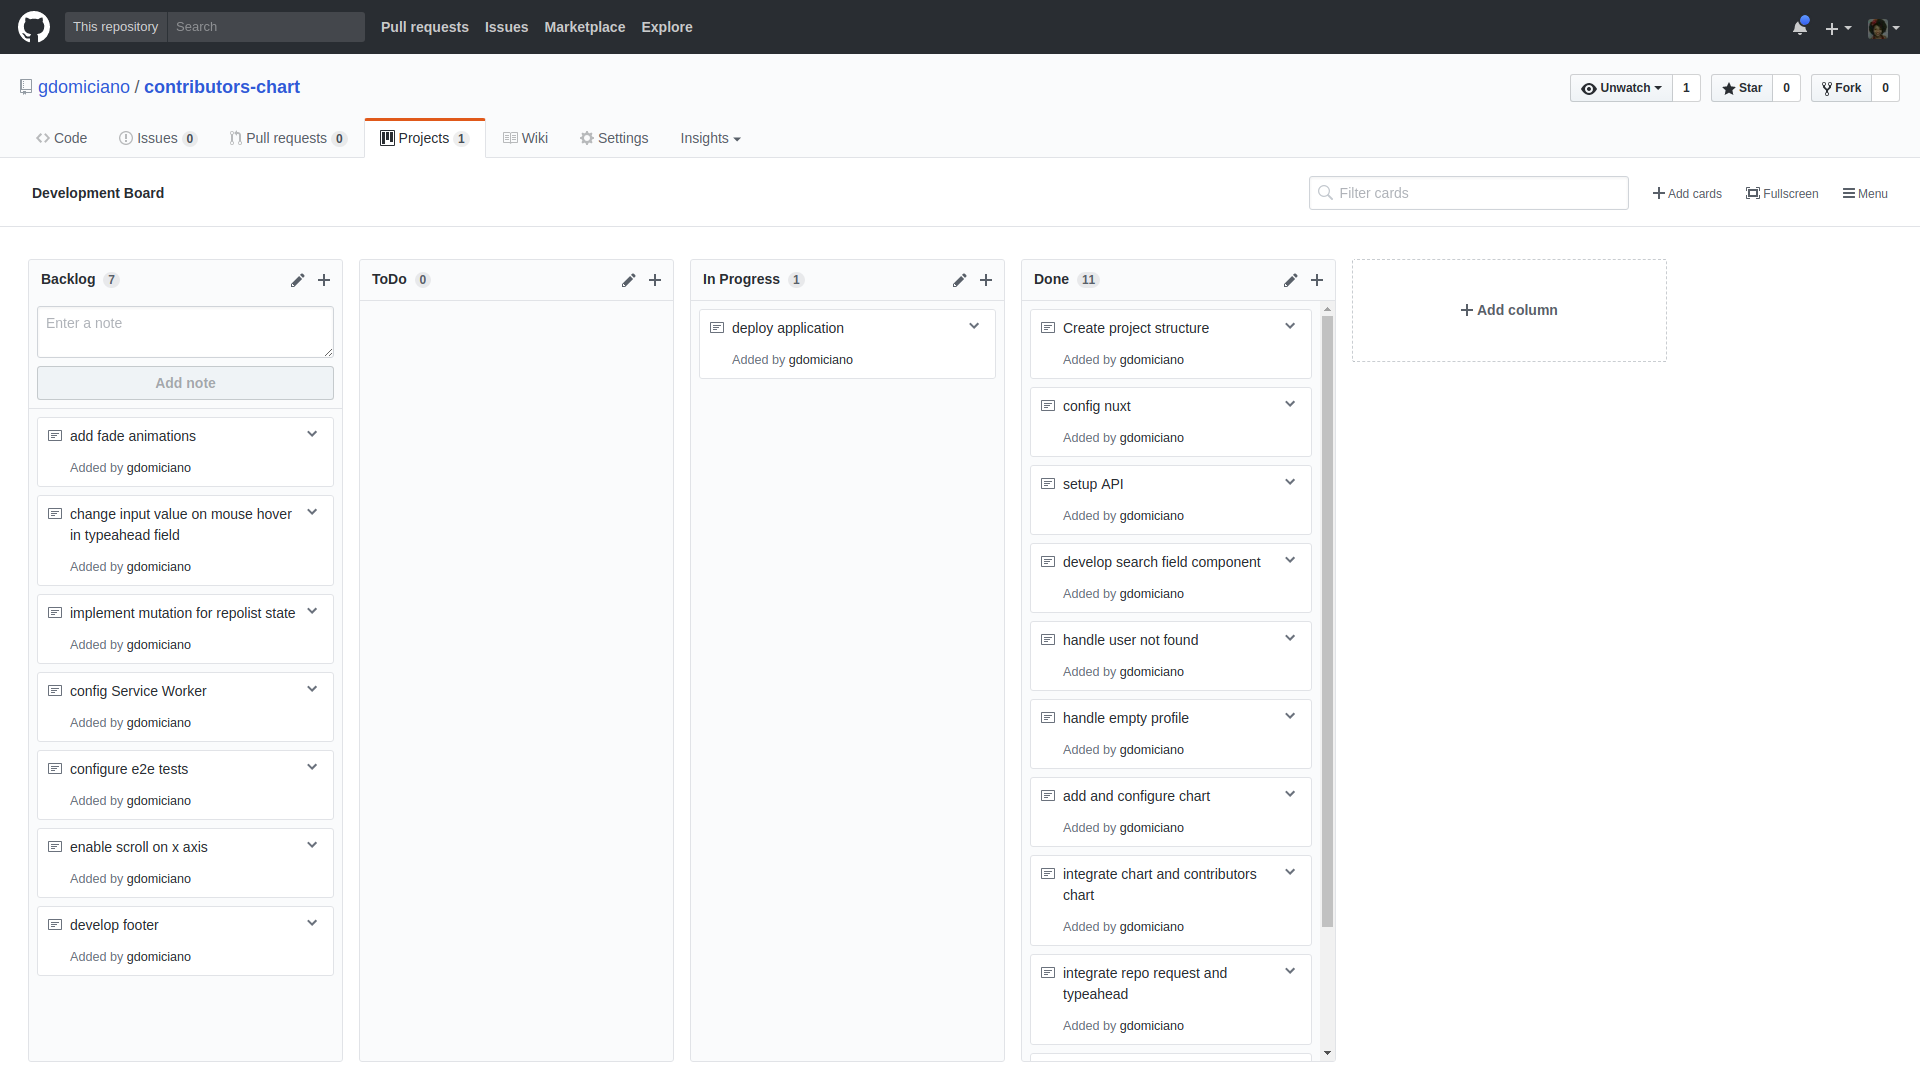 This repository
Search
Pull requests
Issues
Marketplace
Explore
gdomiciano / contributors-chart
Unwatch 1
Star 0
Fork 0
Code
Issues 0
Pull requests 0
Projects 1
Wiki
Settings
Insights
Development Board
Filter cards
Add cards
Fullscreen
Menu
Backlog 7
Enter a note
Add note
add fade animations
Added by gdomiciano
change input value on mouse hover
in typeahead field
Added by gdomiciano
implement mutation for repolist state
Added by gdomiciano
config Service Worker
Added by gdomiciano
configure e2e tests
Added by gdomiciano
enable scroll on x axis
Added by gdomiciano
develop footer
Added by gdomiciano
ToDo 0
In Progress 1
deploy application
Added by gdomiciano
Done 11
Create project structure
Added by gdomiciano
config nuxt
Added by gdomiciano
setup API
Added by gdomiciano
develop search field component
Added by gdomiciano
handle user not found
Added by gdomiciano
handle empty profile
Added by gdomiciano
add and configure chart
Added by gdomiciano
integrate chart and contributors
chart
Added by gdomiciano
integrate repo request and
typeahead
Added by gdomiciano
Add column